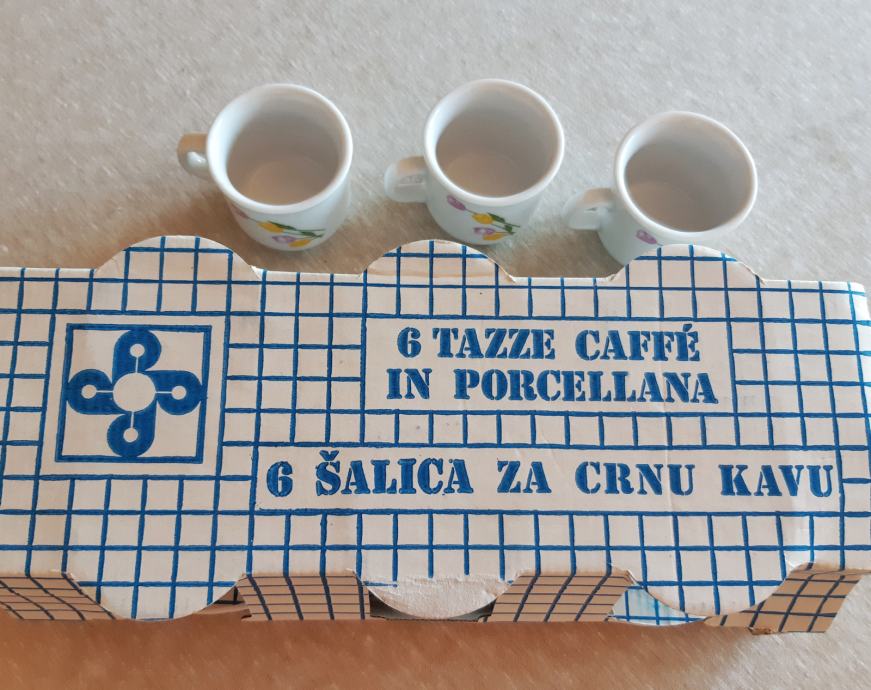 6 TAZZE CAFFÉ
IN PORCELLANA
6 ŠALICA ZA CRNU KAVU